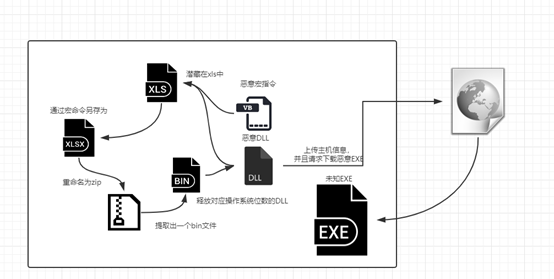 潜藏在xls中
XLS
恶意宏指令
VB
通过宏命令另存为
XLSX
恶意DLL
上传主机信息,
并且请求下载恶意EXE
DLL
BIN
重命名为zip
未知EXE
释放对应操作系统位数的DLL
提取出一个bin文件
EXE